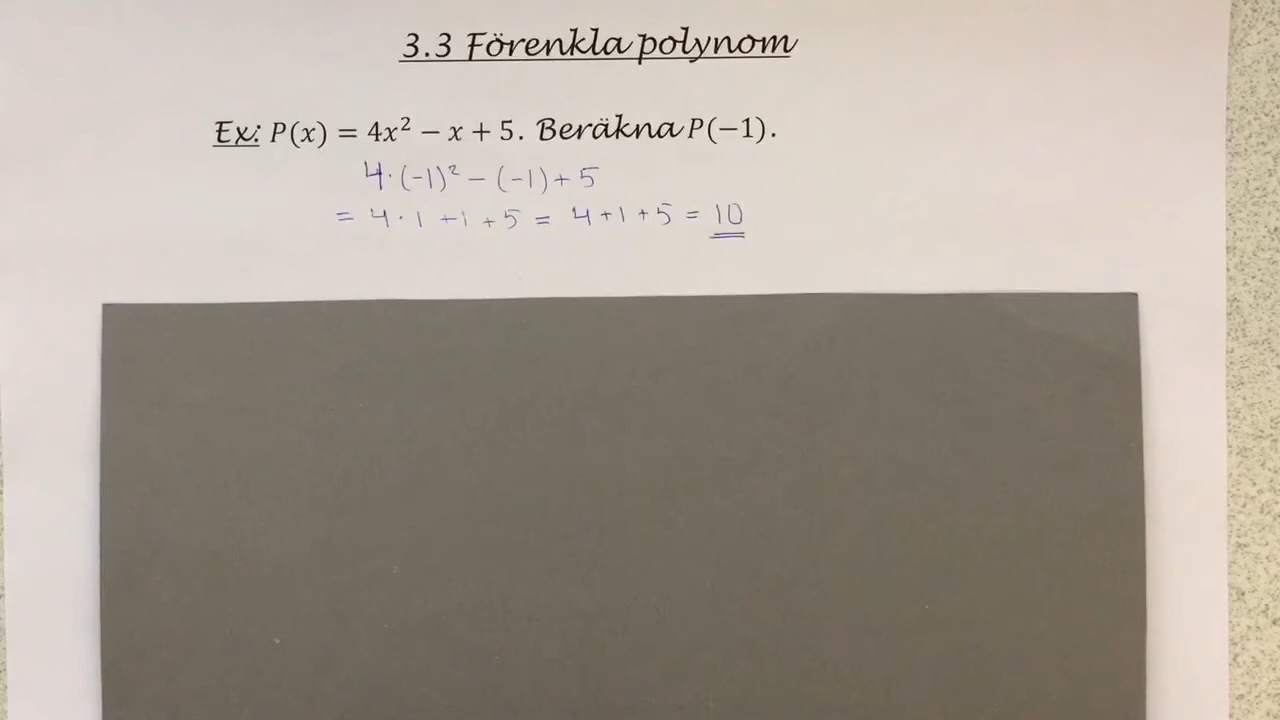 3.3 Förenkla polynom
Ex: P(x) = 4x² − x + 5. Beräkna P(−1).
4·(-1)² − (-1) + 5
= 4·1 +1 +5 = 4+1+5 = 10